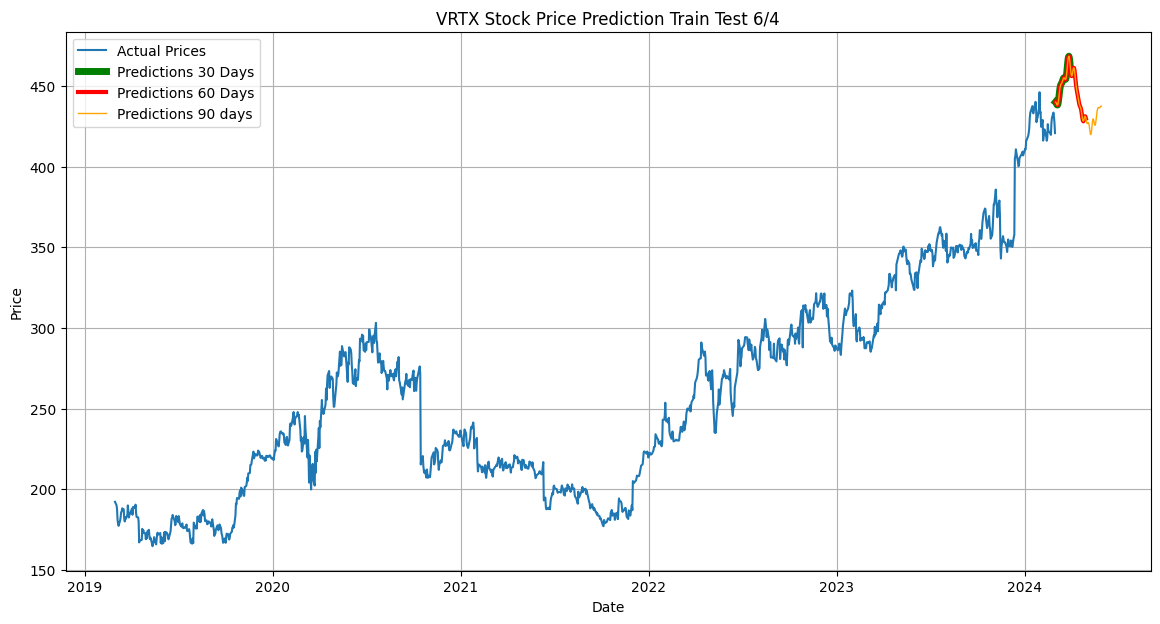 VRTX Stock Price Prediction Train Test 6/4
Actual Prices
Predictions 30 Days
Predictions 60 Days
Predictions 90 days
Price
450
400
350
300
250
200
150
2019
2020
2021
2022
2023
2024
Date